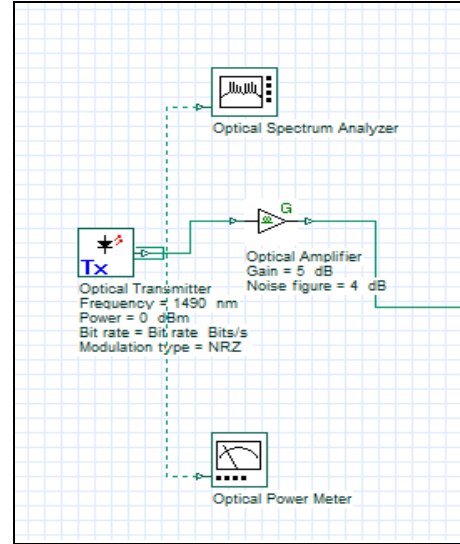 Optical Spectrum Analyzer
G
Optical Amplifier
Gain = 5 dB
Noise figure = 4 dB
Tx
Optical Transmitter
Frequency = 1490 nm
Power = 0 dBm
Bit rate = Bit rate Bits/s
Modulation type = NRZ
Optical Power Meter